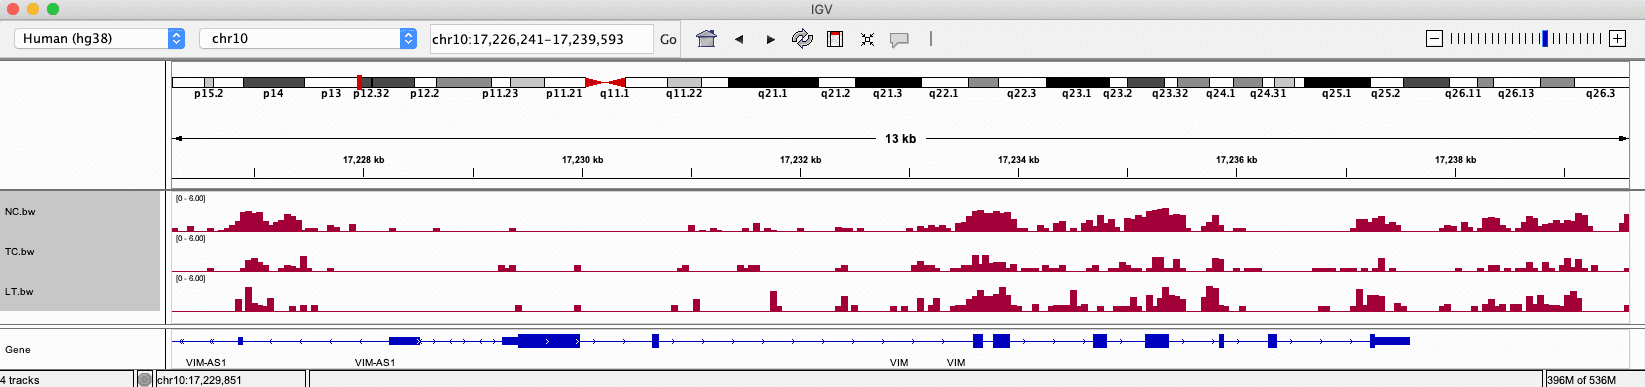 IGV
Human (hg38) chr10 chr10:17,226,241-17,239,593 Go
p15.2 p14 p13 p12.32 p12.2 p11.23 p11.21 q11.1 q11.22 q21.1 q21.2 q21.3 q22.1 q22.3 q23.1 q23.2 q23.32 q24.1 q24.31 q25.1 q25.2 q26.11 q26.13 q26.3
13 kb
17,228 kb 17,230 kb 17,232 kb 17,234 kb 17,236 kb 17,238 kb
[0 - 6.00]
NC.bw
[0 - 6.00]
TC.bw
[0 - 6.00]
LT.bw
Gene
VIM-AS1 VIM-AS1 VIM VIM
4 tracks chr10:17,229,851 396M of 536M